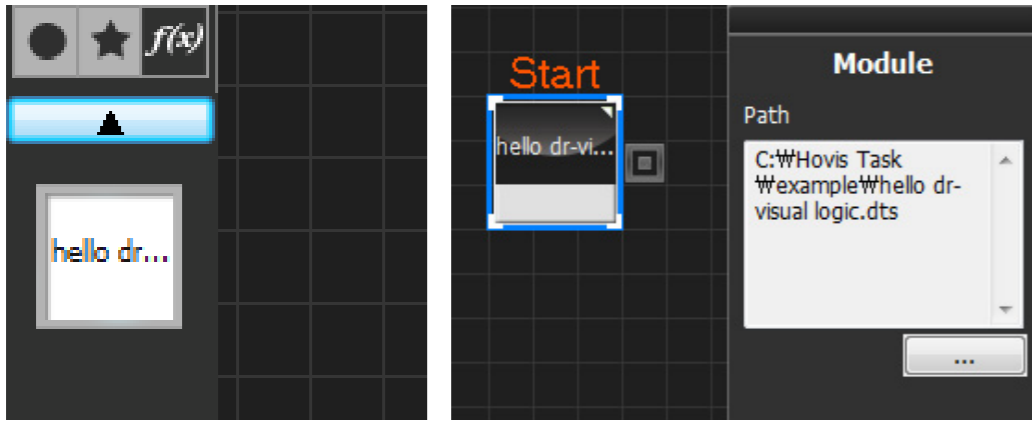 f(x)
hello dr...
Start
hello dr-vi...
Module
Path
C:₩Hovis Task
₩example₩hello dr-
visual logic.dts
...